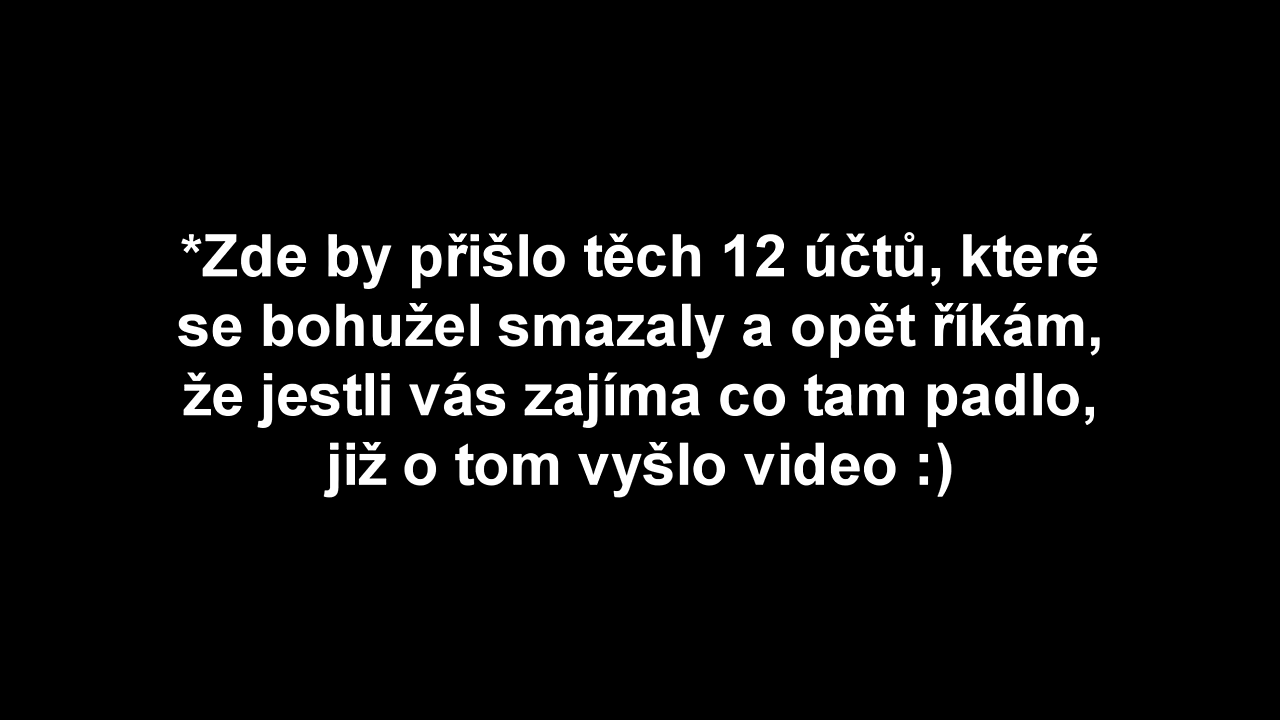 *Zde by přišlo těch 12 účtů, které
se bohužel smazaly a opět říkám,
že jestli vás zajíma co tam padlo,
již o tom vyšlo video :)